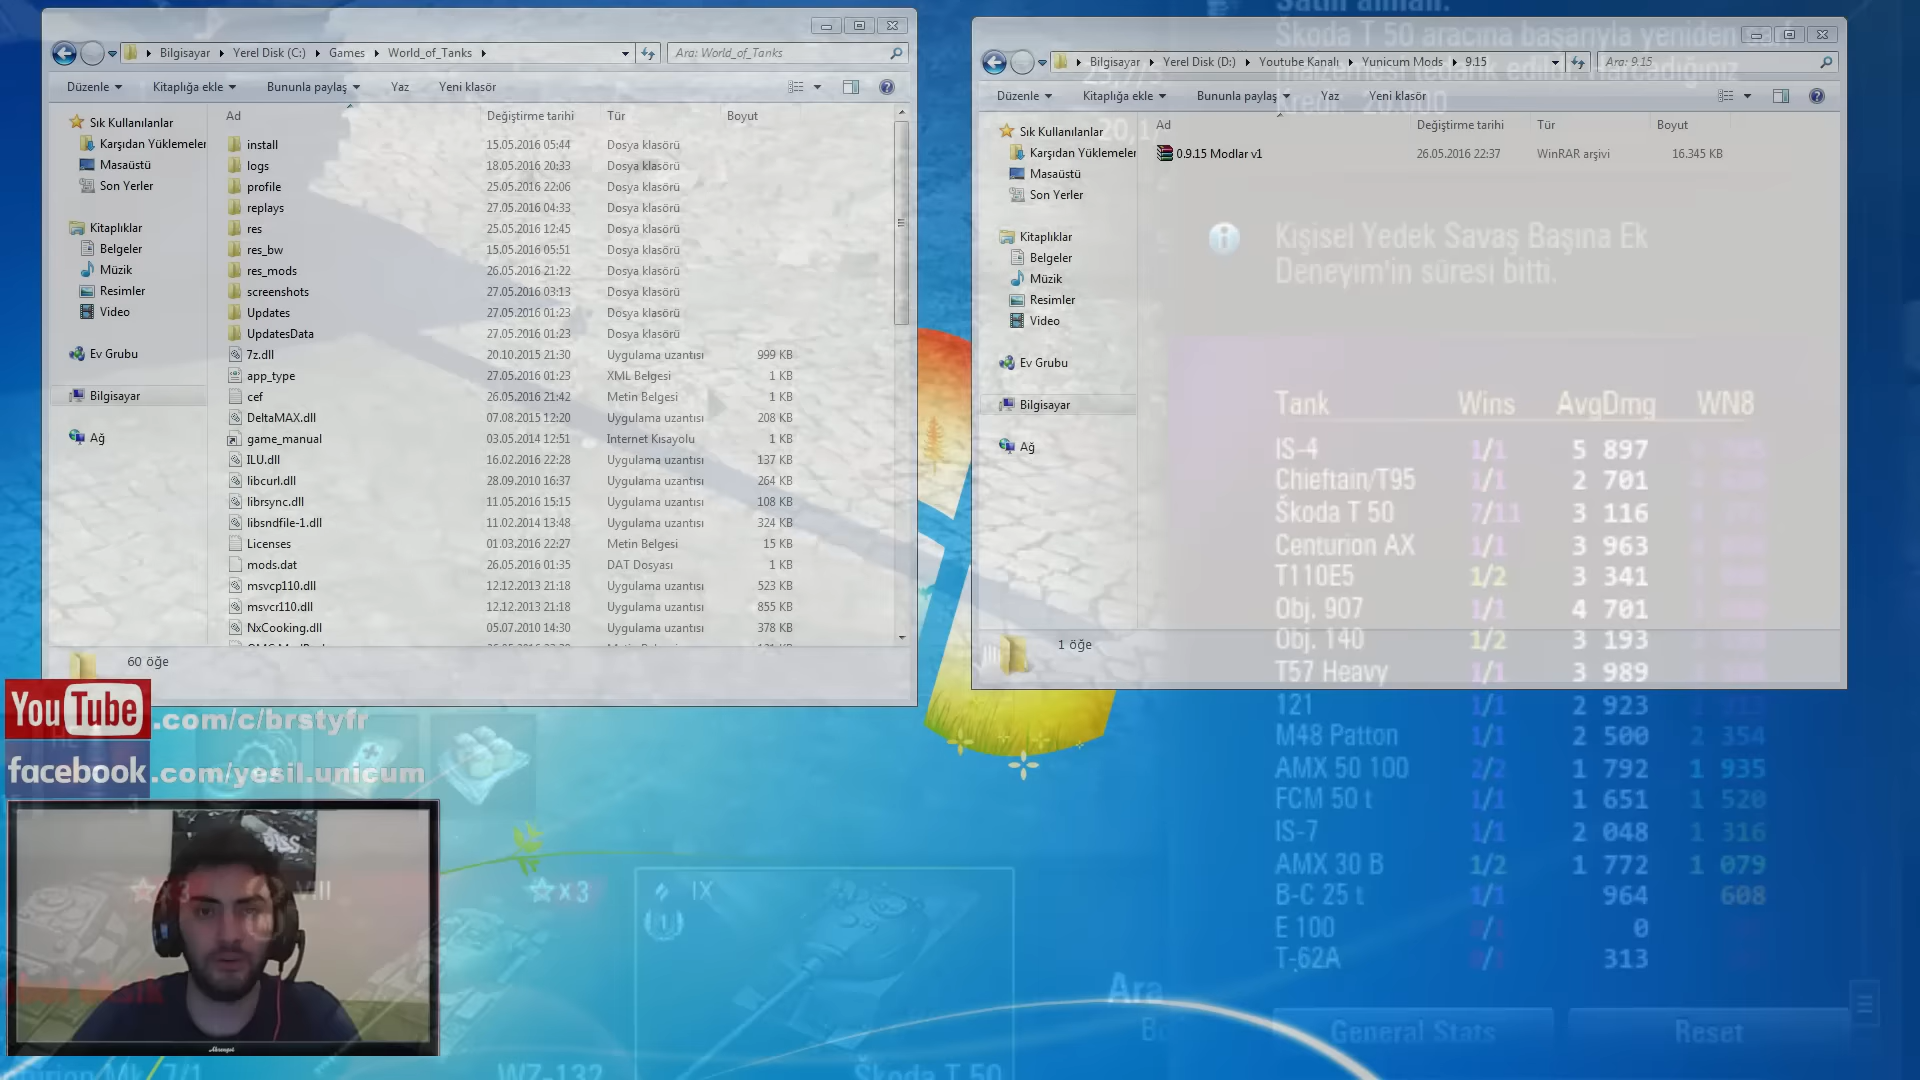 Bilgisayar
Yerel Disk (C:)
Games
World_of_Tanks
Ara: World_of_Tanks
Düzenle
Kitaplığa ekle
Bununla paylaş
Yaz
Yeni klasör
Sık Kullanılanlar
Karşıdan Yüklemeler
Masaüstü
Son Yerler
Kitaplıklar
Belgeler
Müzik
Resimler
Video
Ev Grubu
Bilgisayar
Ağ
Ad Değiştirme tarihi Tür Boyut
install 15.05.2016 05:44 Dosya klasörü
logs 18.05.2016 20:33 Dosya klasörü
profile 25.05.2016 22:06 Dosya klasörü
replays 27.05.2016 04:33 Dosya klasörü
res 25.05.2016 12:45 Dosya klasörü
res_bw 15.05.2016 05:51 Dosya klasörü
res_mods 26.05.2016 21:22 Dosya klasörü
screenshots 27.05.2016 03:13 Dosya klasörü
Updates 27.05.2016 01:23 Dosya klasörü
UpdatesData 27.05.2016 01:23 Dosya klasörü
7z.dll 20.10.2015 21:30 Uygulama uzantısı 999 KB
app_type 27.05.2016 01:23 XML Belgesi 1 KB
cef 26.05.2016 21:42 Metin Belgesi 1 KB
DeltaMAX.dll 07.08.2015 12:20 Uygulama uzantısı 208 KB
game_manual 03.05.2014 12:51 Internet Kısayolu 1 KB
ILU.dll 16.02.2016 22:28 Uygulama uzantısı 137 KB
libcurl.dll 28.09.2010 16:37 Uygulama uzantısı 264 KB
librsync.dll 11.05.2016 15:15 Uygulama uzantısı 108 KB
libsndfile-1.dll 11.02.2014 13:48 Uygulama uzantısı 324 KB
Licenses 01.03.2016 22:27 Metin Belgesi 15 KB
mods.dat 26.05.2016 01:35 DAT Dosyası 1 KB
msvcp110.dll 12.12.2013 21:18 Uygulama uzantısı 523 KB
msvcr110.dll 12.12.2013 21:18 Uygulama uzantısı 855 KB
NxCooking.dll 05.07.2010 14:30 Uygulama uzantısı 378 KB
60 öğe
Škoda T 50 aracına başarıyla yeniden
Kredi: 20.000
Bilgisayar
Yerel Disk (D:)
Youtube Kanalı
Yunicum Mods
9.15
Ara: 9.15
Düzenle
Kitaplığa ekle
Bununla paylaş
Yaz
Yeni klasör
Sık Kullanılanlar
Karşıdan Yüklemeler
Masaüstü
Son Yerler
Kitaplıklar
Belgeler
Müzik
Resimler
Video
Ev Grubu
Bilgisayar
Ağ
Ad Değiştirme tarihi Tür Boyut
0.9.15 Modlar v1 26.05.2016 22:37 WinRAR arşivi 16.345 KB
1 öğe
Kişisel Yedek Savaş Başına Ek
Deneyim'in süresi bitti.
Tank Wins AvgDmg WN8
IS-4 1/1 5 897
Chieftain/T95 1/1 2 701
Škoda T 50 7/11 3 116
Centurion AX 1/1 3 963
T110E5 1/2 3 341
Obj. 907 1/1 4 701
Obj. 140 1/2 3 193
T57 Heavy 1/1 3 989
121 1/1 2 923
M48 Patton 1/1 2 500 2 354
AMX 50 100 2/2 1 792 1 935
FCM 50 t 1/1 1 651 1 520
IS-7 1/1 2 048 1 316
AMX 30 B 1/2 1 772 1 079
B-C 25 t 1/1 964 608
E 100 0
T-62A 313
General Stats
Reset
YouTube .com/c/brstyfr
facebook .com/yesil.unicum
x 3
VIII
x 3
IX
Ara
WZ-132
Škoda T 50